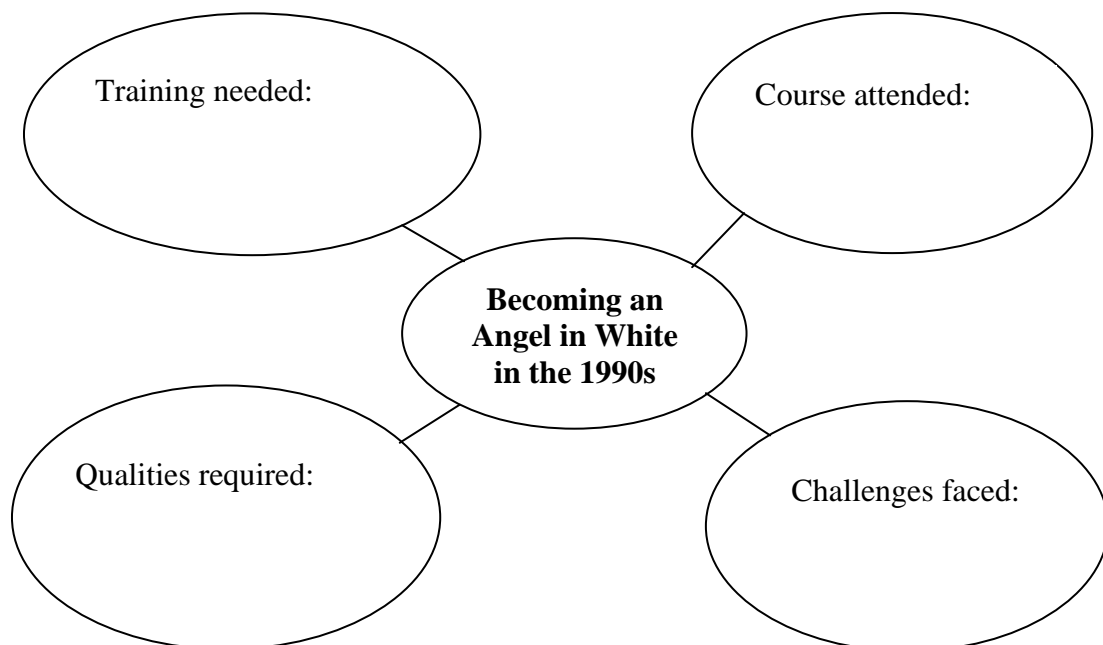 Training needed:
Course attended:
Becoming an
Angel in White
in the 1990s
Qualities required:
Challenges faced: